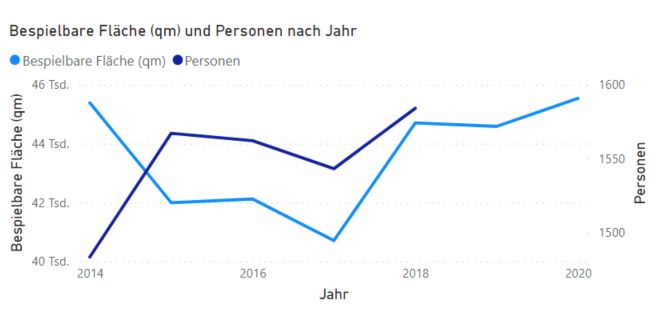 Bespielbare Fläche (qm) und Personen nach Jahr
Bespielbare Fläche (qm) Personen
46 Tsd.
44 Tsd.
42 Tsd.
40 Tsd.
Bespielbare Fläche (qm)
1600
1550
1500
Personen
2014 2016 2018 2020
Jahr